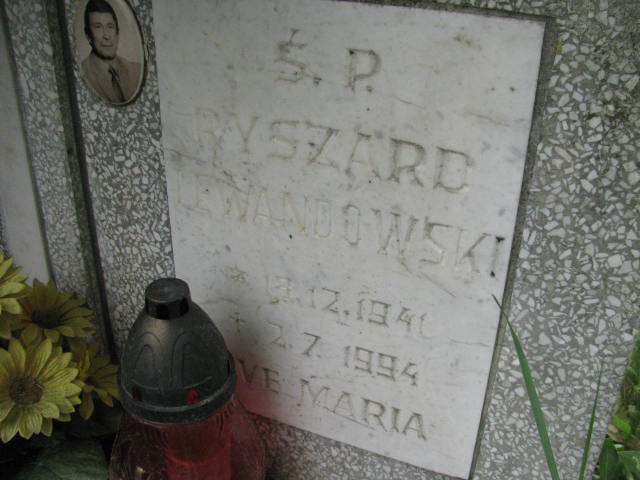 Ś. P.
RYSZARD
LEWANDOWSKI
* 13.12.1941
+ 2.7.1994
AVE MARIA